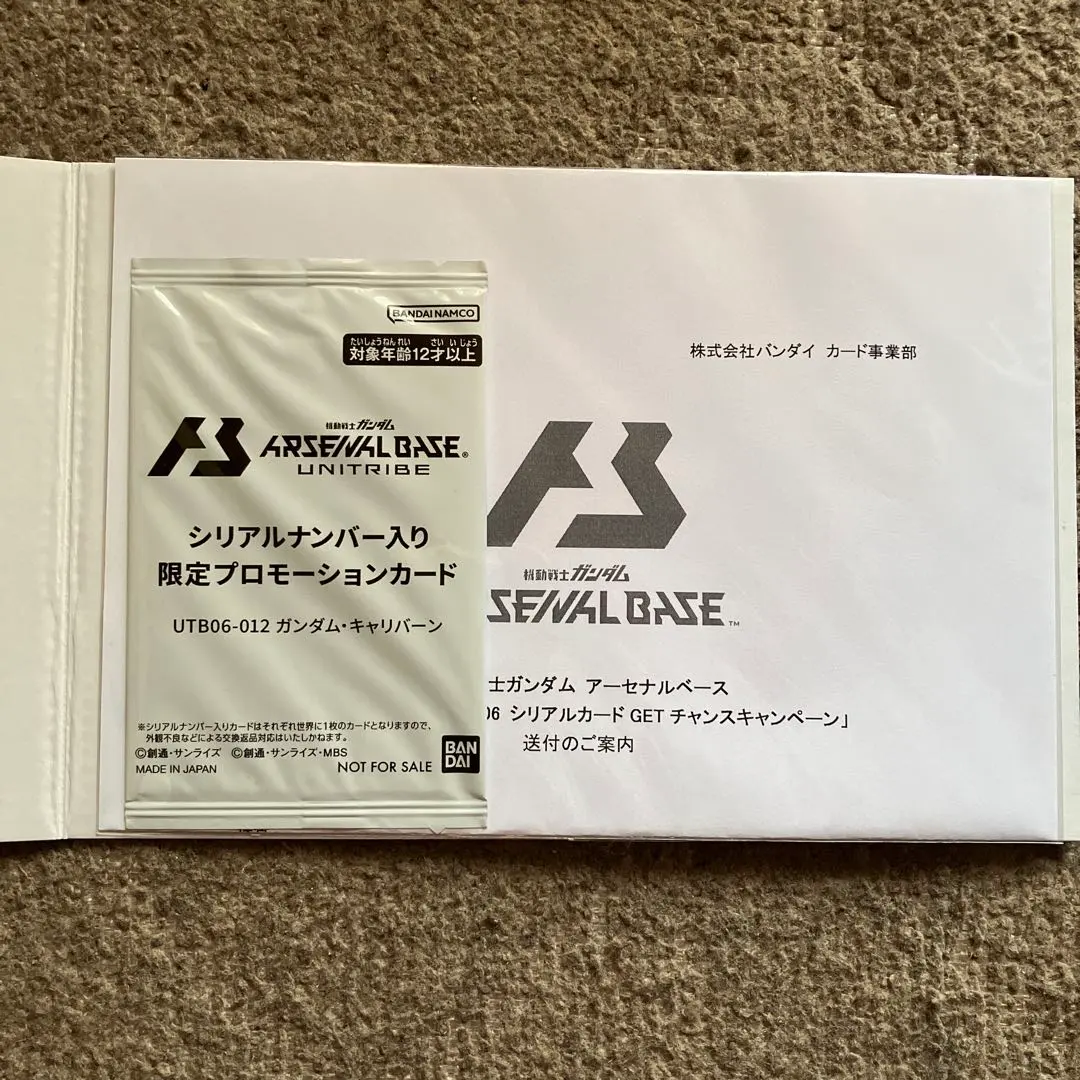 BANDAI NAMCO
たいしょうねんれい さいいじょう
対象年齢12才以上
機動戦士ガンダム
ARSENAL BASE®
UNITRIBE
シリアルナンバー入り
限定プロモーションカード
UTB06-012 ガンダム・キャリバーン
※シリアルナンバー入りカードはそれぞれ世界に1枚のカードとなりますので、
外観不良などによる交換返品対応はいたしかねます。
©創通・サンライズ ©創通・サンライズ・MBS
MADE IN JAPAN
NOT FOR SALE
BAN
DAI
株式会社バンダイ カード事業部
機動戦士ガンダム
SENAL BASE™
士ガンダム アーセナルベース
06 シリアルカード GET チャンスキャンペーン」
送付のご案内